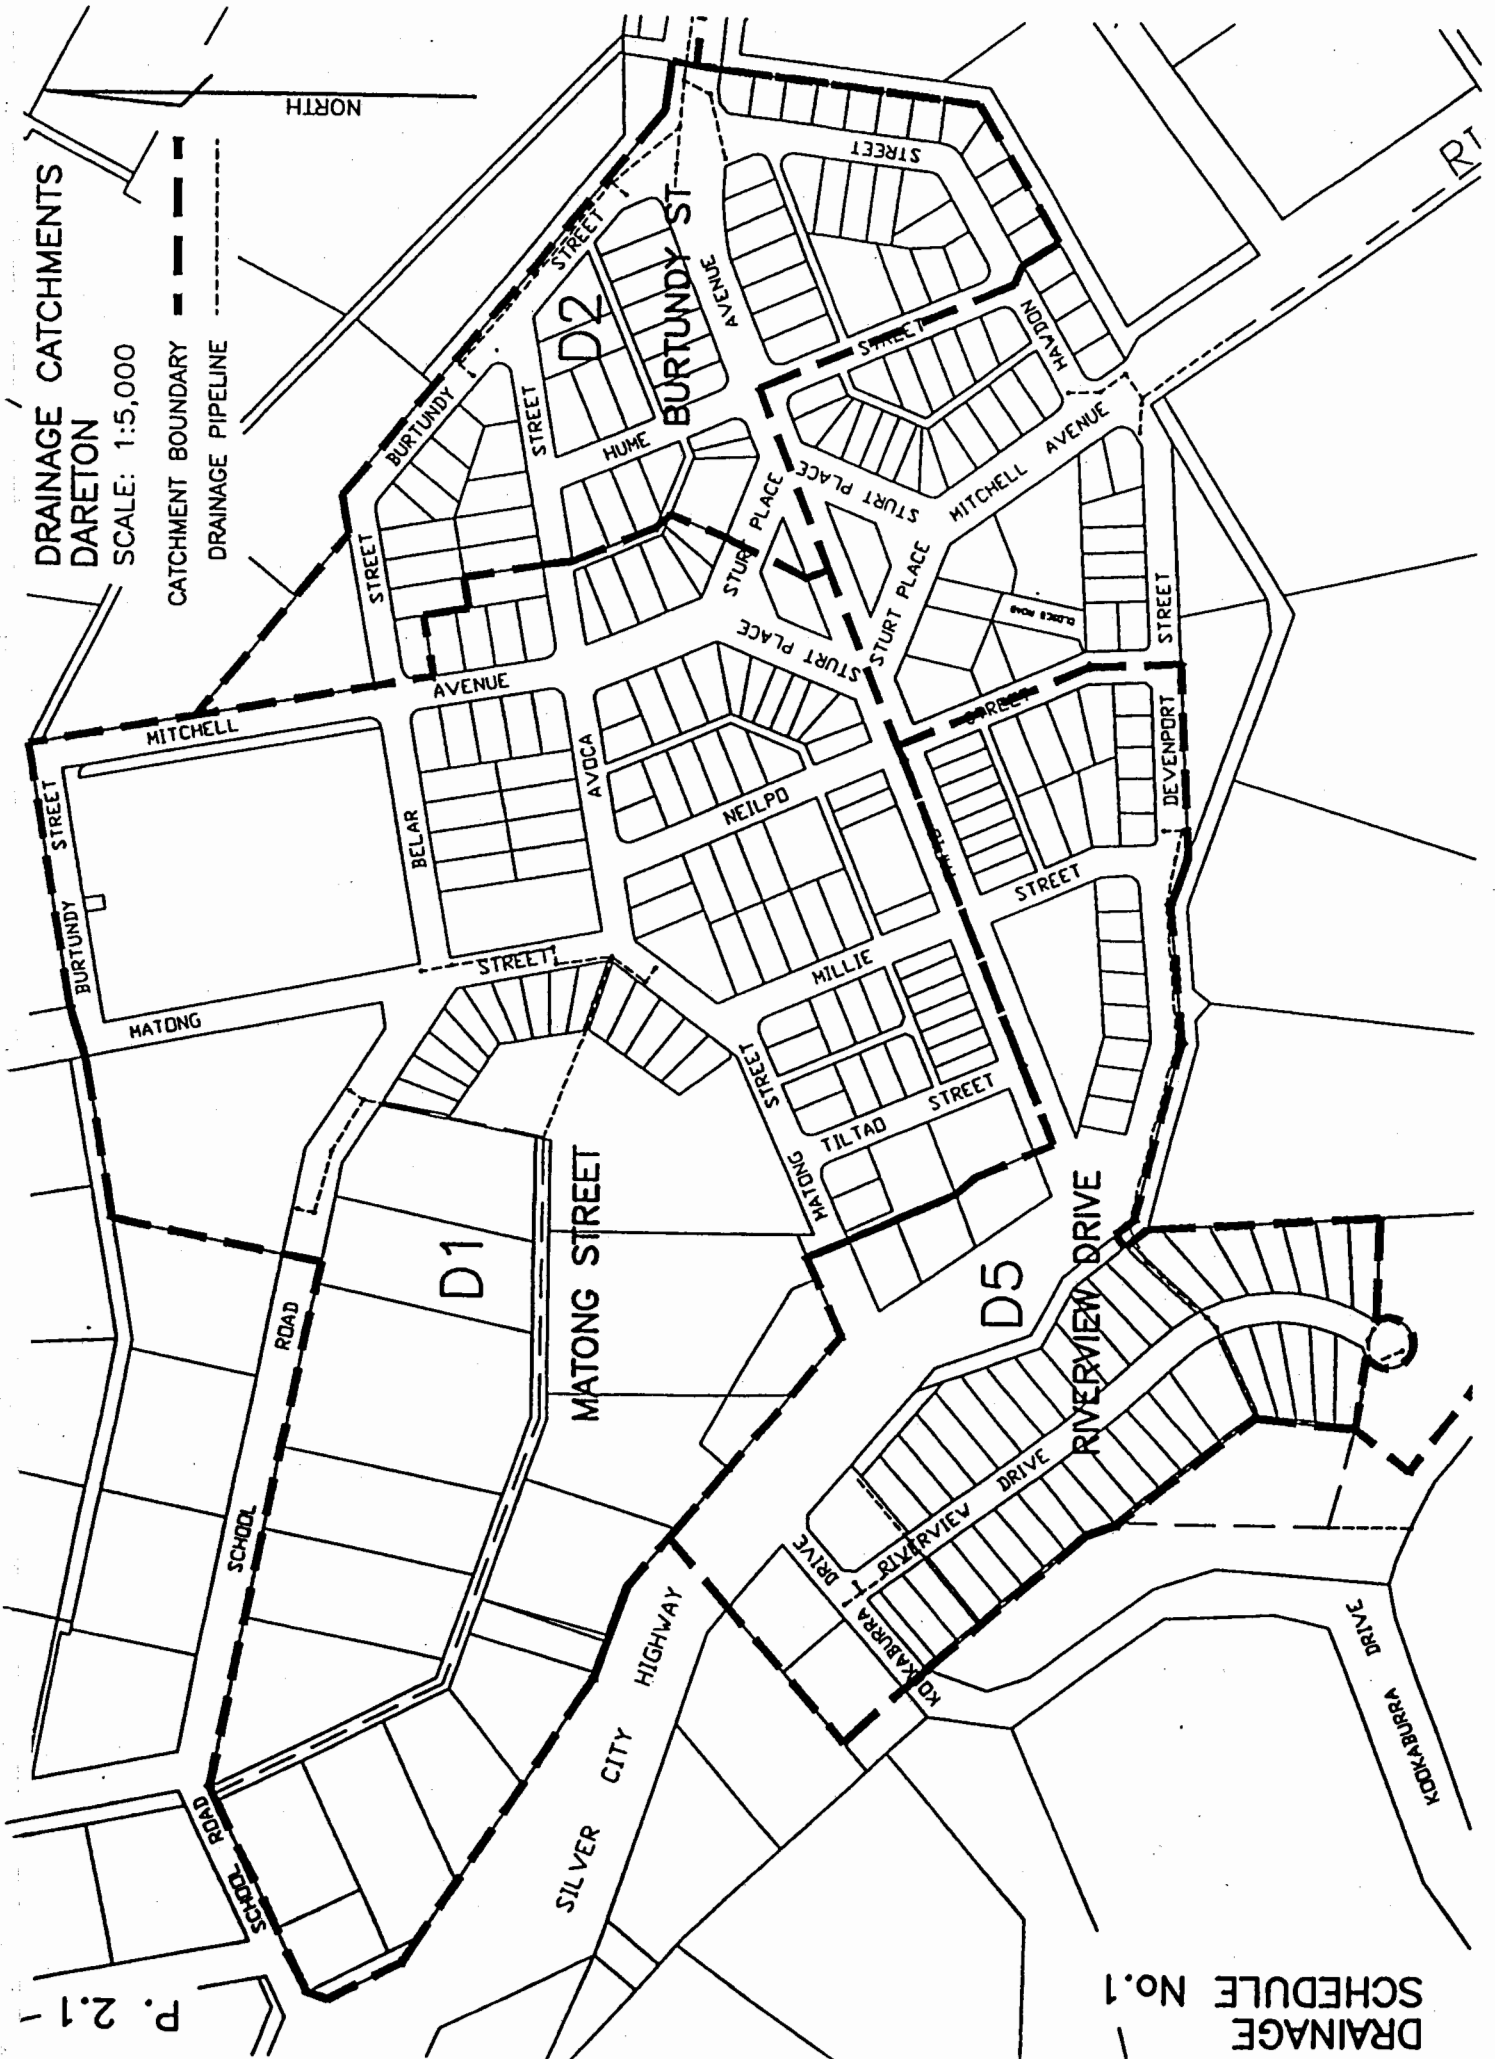 DRAINAGE CATCHMENTS
DARETON
SCALE: 1:5,000
CATCHMENT BOUNDARY
DRAINAGE PIPELINE
NORTH
D2
BURTUNDY ST
D1
MATONG STREET
D5
RIVERVIEW DRIVE
BURTUNDY
STREET
BURTUNDY
STREET
BURTUNDY
STREET
MITCHELL
AVENUE
STREET
HUME
AVENUE
STREET
STREET
HAWDON
STURT PLACE
STURT PLACE
STURT PLACE
STURT PLACE
MITCHELL
AVENUE
CLOSED ROAD
STREET
DEVENPORT
STREET
STREET
BELAR
AVOCA
NEILPO
MILLIE
MATONG
STREET
STREET
MATONG
TILTAO
STREET
SCHOOL
ROAD
SCHOOL
ROAD
SILVER
CITY
HIGHWAY
RIVERVIEW
DRIVE
KOOKABURRA
DRIVE
KOOKABURRA
DRIVE
P. 2.1
DRAINAGE
SCHEDULE No.1